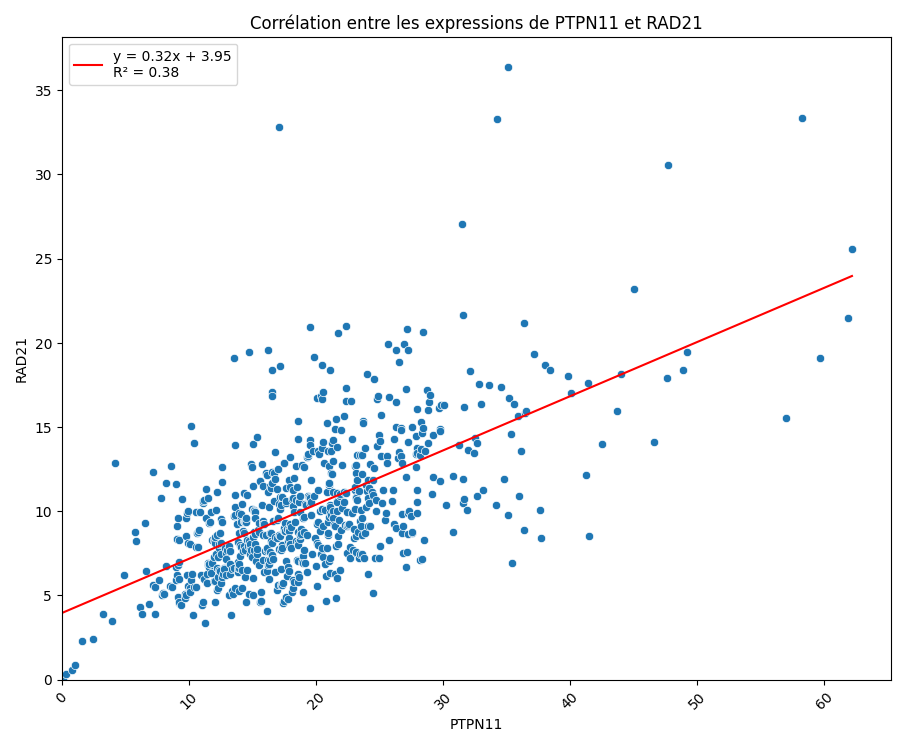 Corrélation entre les expressions de PTPN11 et RAD21
y = 0.32x + 3.95
R² = 0.38
35
30
25
20
15
10
5
0
RAD21
0 10 20 30 40 50 60
PTPN11